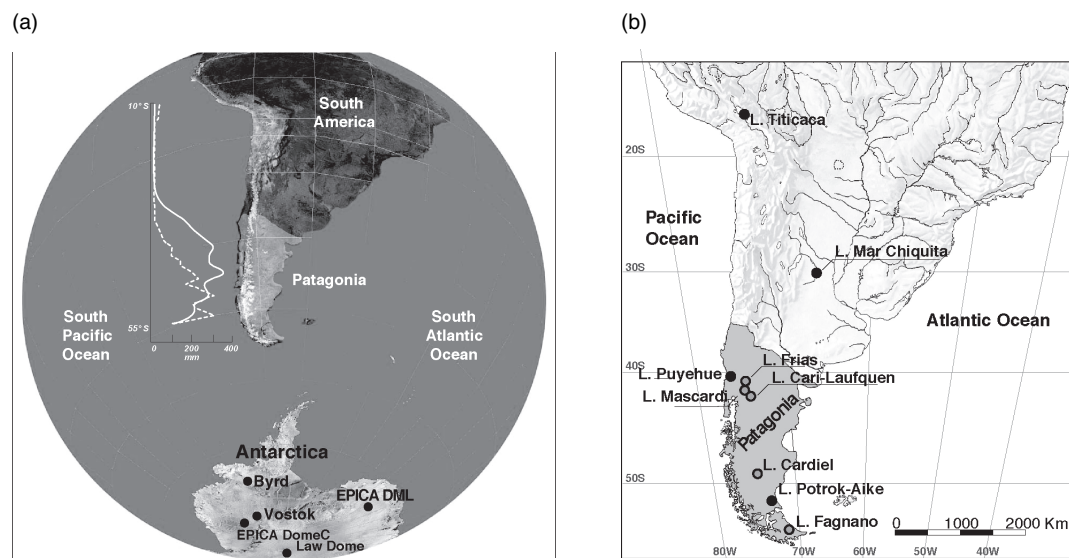 (a)
South
America
10° S
Patagonia
South
Pacific
Ocean
South
Atlantic
Ocean
55° S
0 200 400
mm
Antarctica
Byrd
EPICA DML
Vostok
EPICA DomeC
Law Dome
(b)
L. Titicaca
20S
Pacific
Ocean
L. Mar Chiquita
30S
Atlantic Ocean
L. Frias
40S
L. Puyehue
L. Cari-Laufquen
L. Mascardi
Patagonia
L. Cardiel
50S
L. Potrok-Aike
L. Fagnano
0 1000 2000 Km
80W 70W 60W 50W 40W